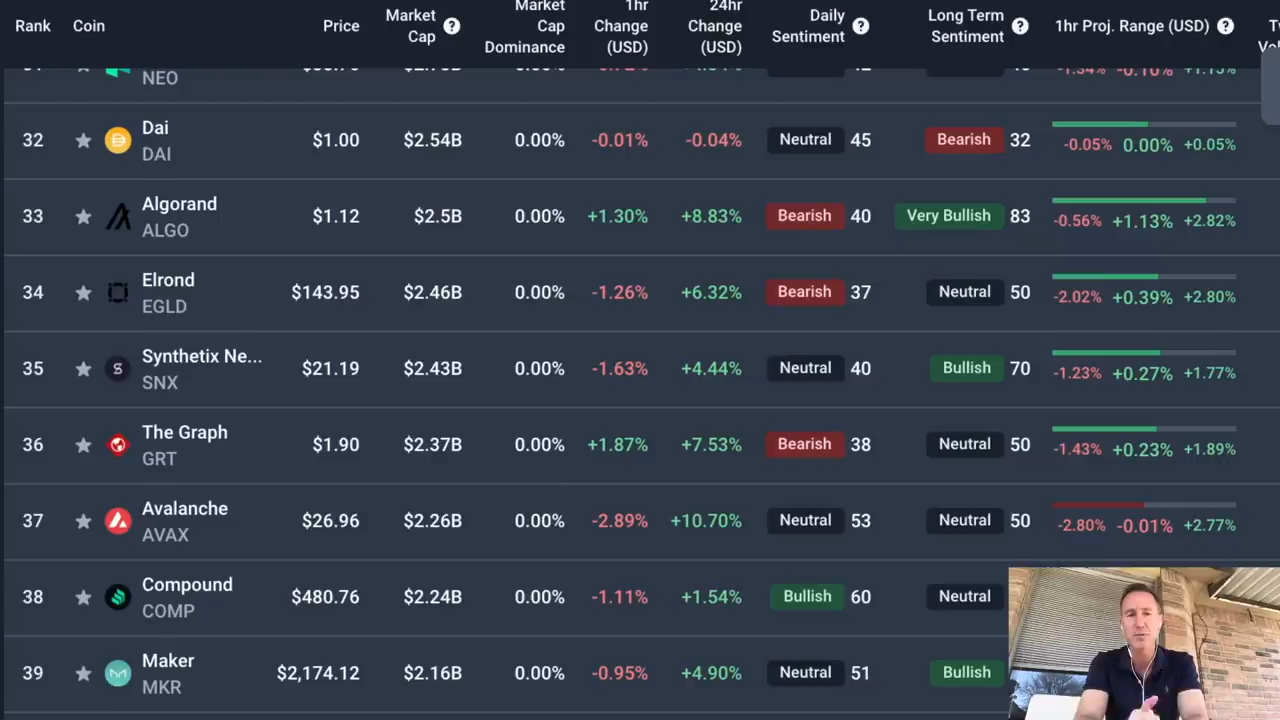 Rank Coin Price Market Cap ? Market Cap Dominance 1hr Change (USD) 24hr Change (USD) Daily Sentiment ? Long Term Sentiment ? 1hr Proj. Range (USD) ?
NEO
32 Dai DAI $1.00 $2.54B 0.00% -0.01% -0.04% Neutral 45 Bearish 32 -0.05% 0.00% +0.05%
33 Algorand ALGO $1.12 $2.5B 0.00% +1.30% +8.83% Bearish 40 Very Bullish 83 -0.56% +1.13% +2.82%
34 Elrond EGLD $143.95 $2.46B 0.00% -1.26% +6.32% Bearish 37 Neutral 50 -2.02% +0.39% +2.80%
35 Synthetix Ne... SNX $21.19 $2.43B 0.00% -1.63% +4.44% Neutral 40 Bullish 70 -1.23% +0.27% +1.77%
36 The Graph GRT $1.90 $2.37B 0.00% +1.87% +7.53% Bearish 38 Neutral 50 -1.43% +0.23% +1.89%
37 Avalanche AVAX $26.96 $2.26B 0.00% -2.89% +10.70% Neutral 53 Neutral 50 -2.80% -0.01% +2.77%
38 Compound COMP $480.76 $2.24B 0.00% -1.11% +1.54% Bullish 60 Neutral
39 Maker MKR $2,174.12 $2.16B 0.00% -0.95% +4.90% Neutral 51 Bullish